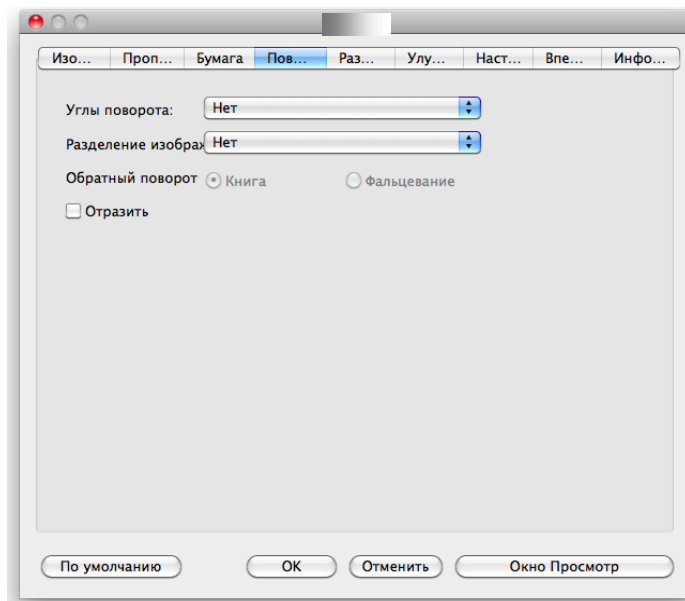 Изо... Проп... Бумага Пов... Раз... Улу... Наст... Впе... Инфо...
Углы поворота: Нет
Разделение изображ Нет
Обратный поворот Книга Фальцевание
Отразить
По умолчанию OK Отменить Окно Просмотр